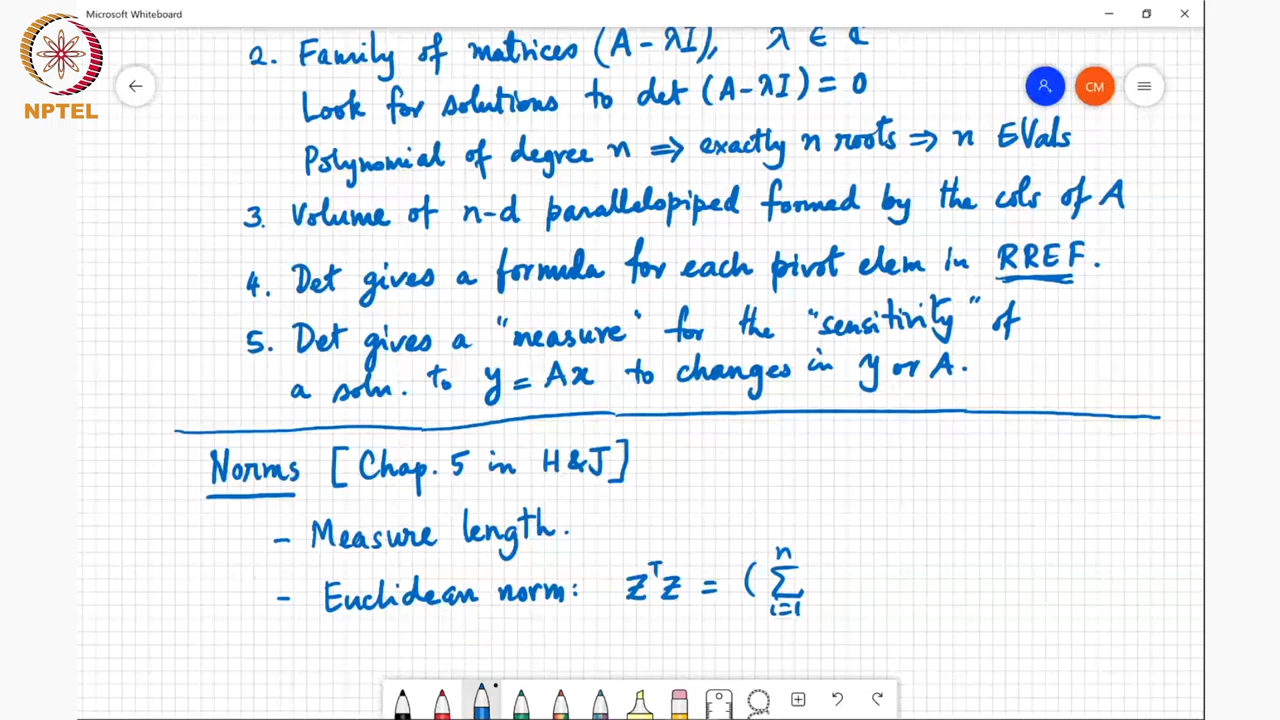 Microsoft Whiteboard
2. Family of matrices (A - λI), λ ∈ ℂ
NPTEL
CM
Look for solutions to det (A-λI) = 0
Polynomial of degree n ⇒ exactly n roots ⇒ n EVals
3. Volume of n-d parallelopiped formed by the cols of A
4. Det gives a formula for each pivot elem in RREF.
5. Det gives a "measure" for the "sensitivity" of
a soln. to y = Ax to changes in y or A.
Norms [Chap. 5 in H&J]
- Measure length.
- Euclidean norm: z^T z = ( ∑_{i=1}^{n}